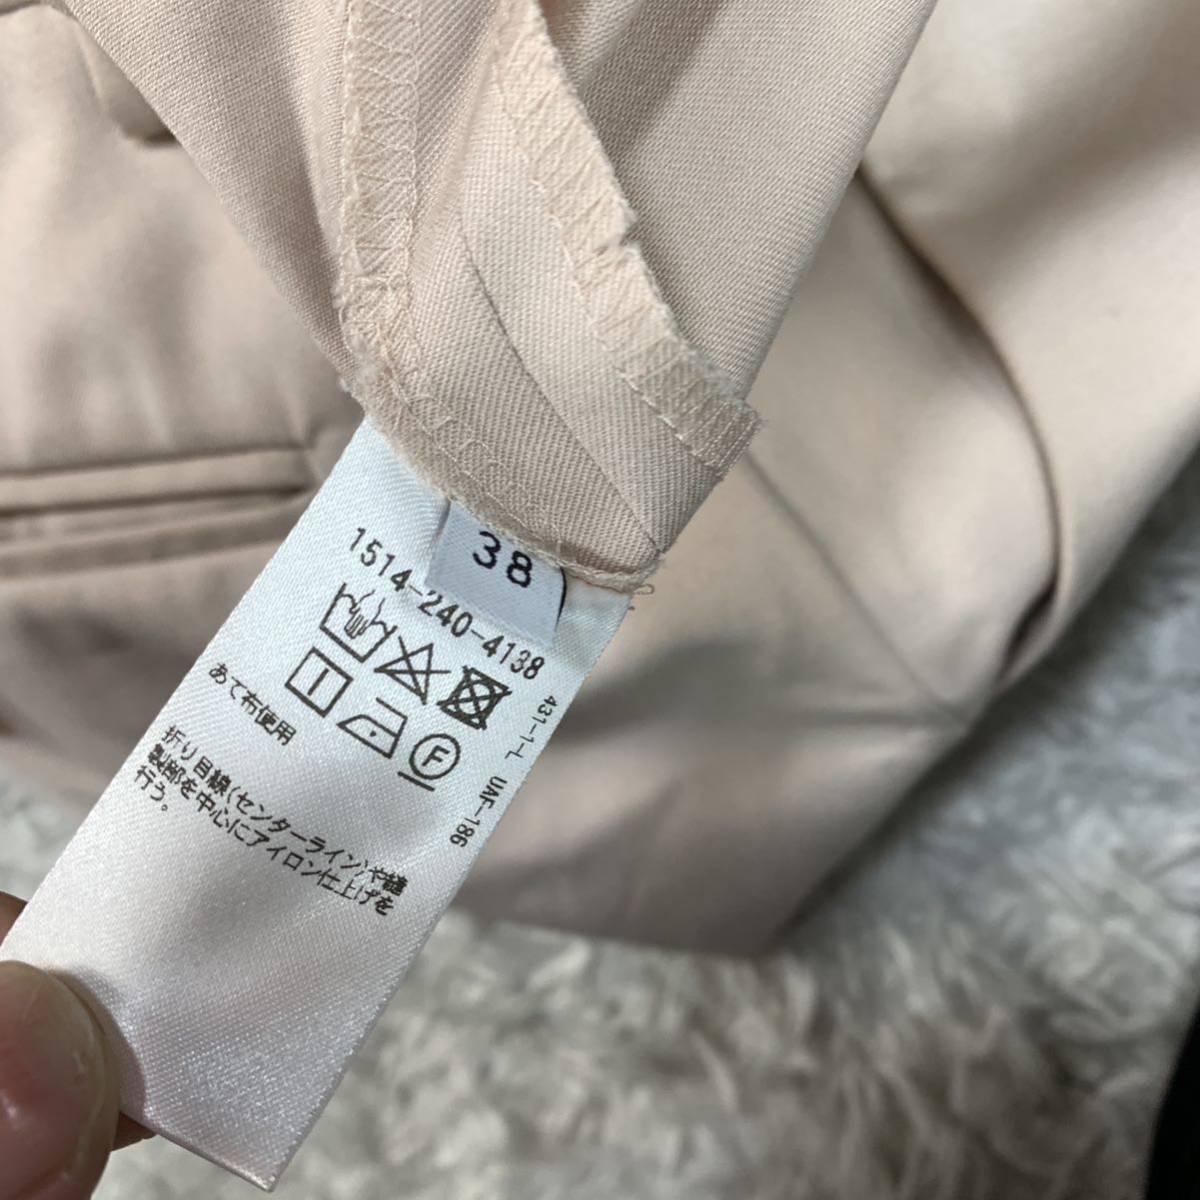 38
1514-240-4138
431-1-L UAF-186
F
あて布使用
折り目線(センターライン)や縫
製部を中心にアイロン仕上げを
行う。